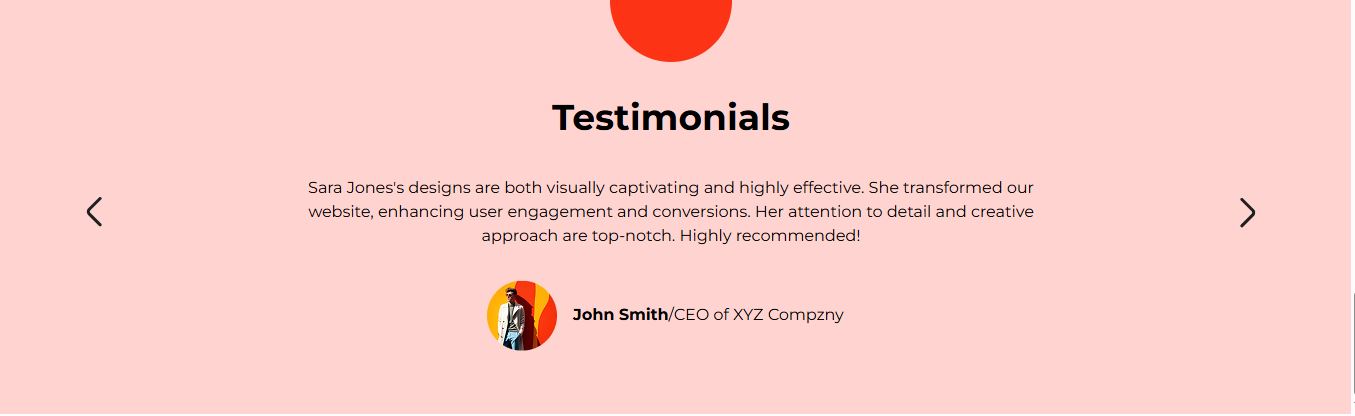 Testimonials
Sara Jones's designs are both visually captivating and highly effective. She transformed our
website, enhancing user engagement and conversions. Her attention to detail and creative
approach are top-notch. Highly recommended!
John Smith/CEO of XYZ Compzny